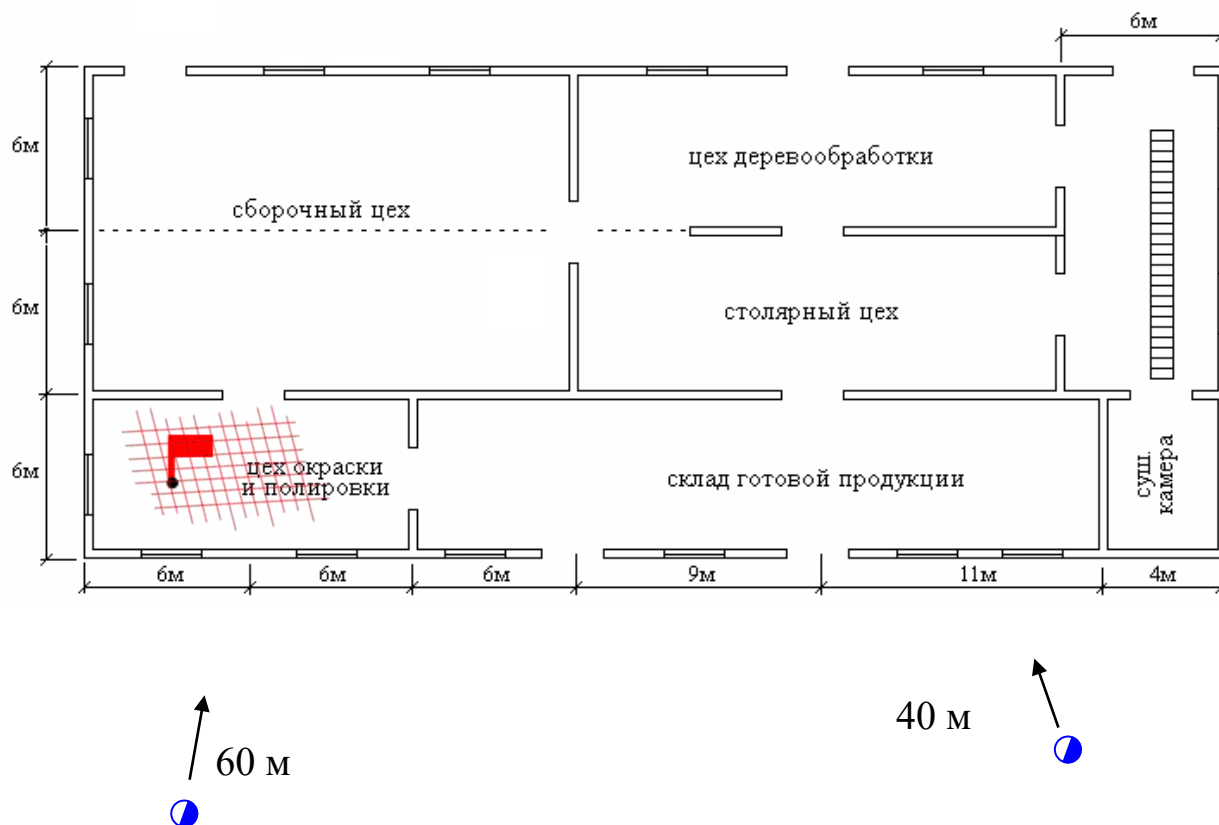 6м
6м
цех деревообработки
сборочный цех
6м
столярный цех
6м
цех окраски
и полировки
склад готовой продукции
суш.
камера
6м
6м
6м
6м
9м
11м
4м
40 м
60 м